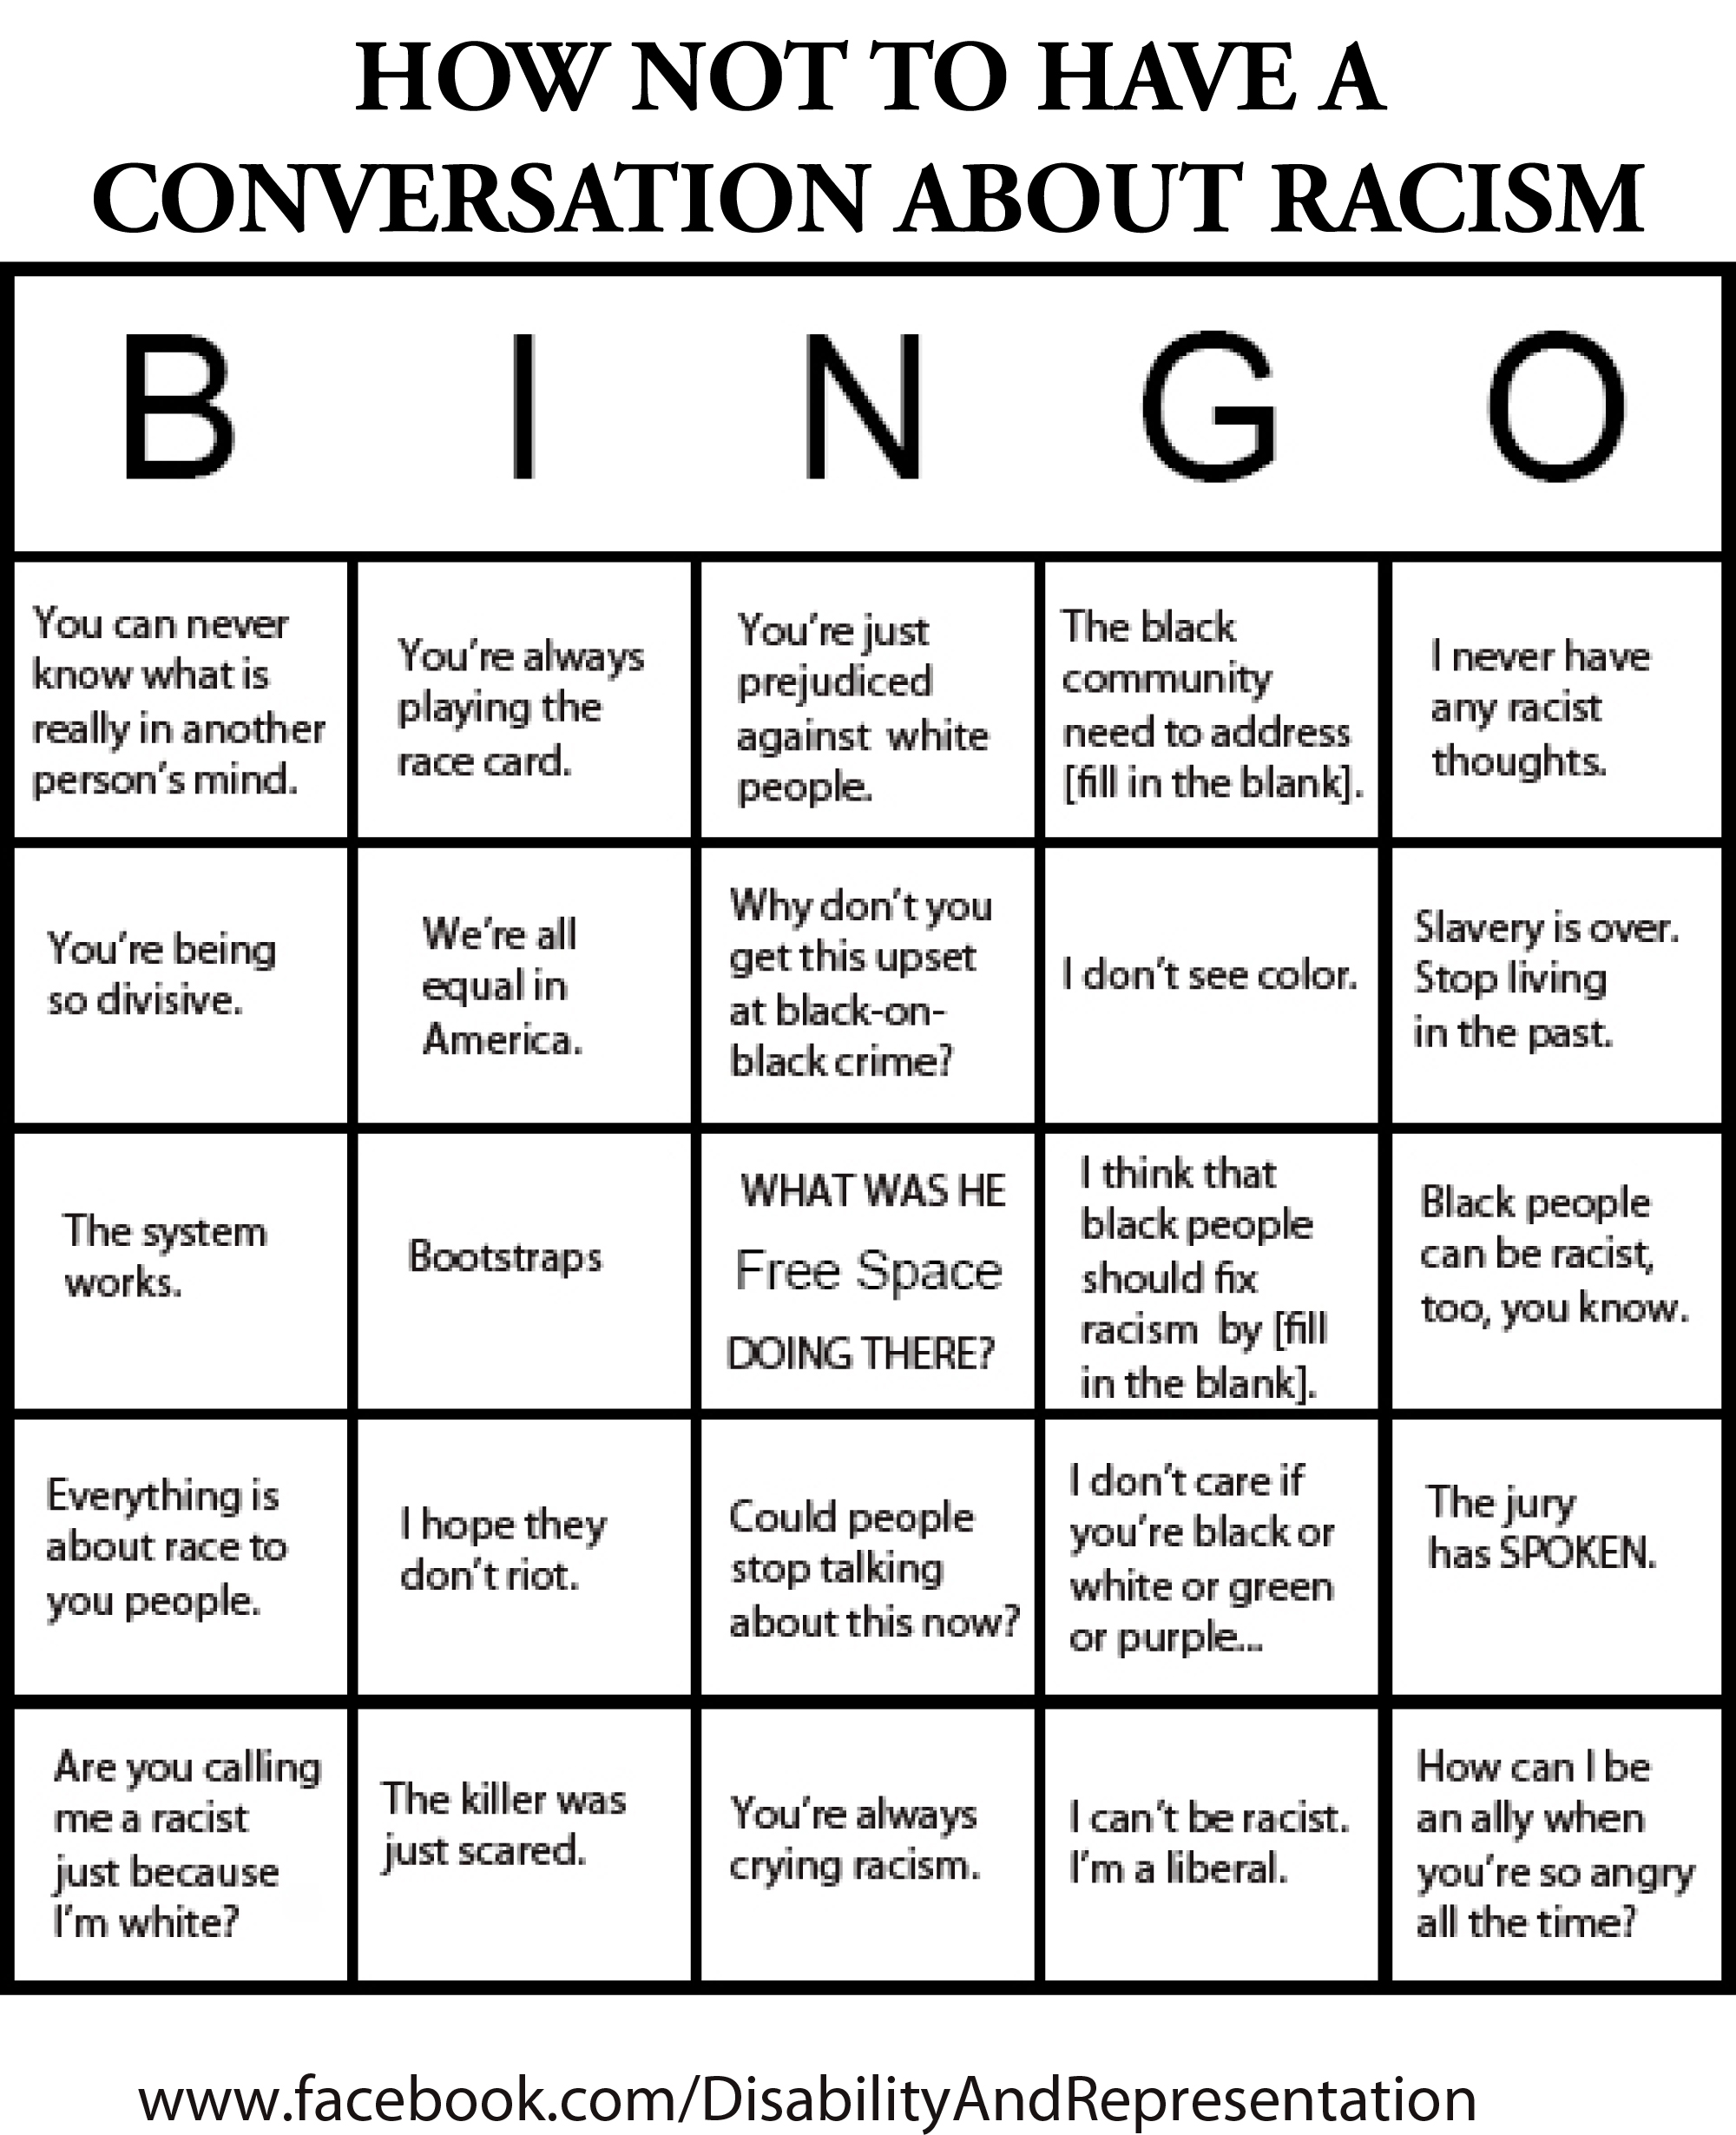 HOW NOT TO HAVE A
CONVERSATION ABOUT RACISM
B I N G O
You can never
know what is
really in another
person's mind.
You're always
playing the
race card.
You're just
prejudiced
against white
people.
The black
community
need to address
[fill in the blank].
I never have
any racist
thoughts.
You're being
so divisive.
We're all
equal in
America.
Why don't you
get this upset
at black-on-
black crime?
I don't see color.
Slavery is over.
Stop living
in the past.
The system
works.
Bootstraps
WHAT WAS HE
Free Space
DOING THERE?
I think that
black people
should fix
racism by [fill
in the blank].
Black people
can be racist,
too, you know.
Everything is
about race to
you people.
I hope they
don't riot.
Could people
stop talking
about this now?
I don't care if
you're black or
white or green
or purple...
The jury
has SPOKEN.
Are you calling
me a racist
just because
I'm white?
The killer was
just scared.
You're always
crying racism.
I can't be racist.
I'm a liberal.
How can I be
an ally when
you're so angry
all the time?
www.facebook.com/DisabilityAndRepresentation